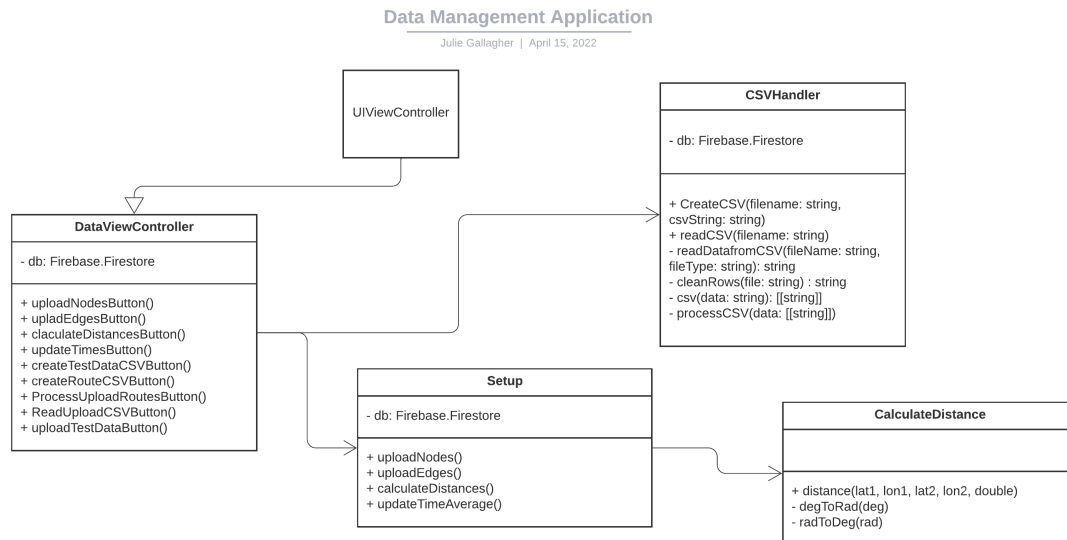 Data Management Application
Julie Gallagher | April 15, 2022
UIViewController
CSVHandler
- db: Firebase.Firestore
+ CreateCSV(filename: string,
csvString: string)
+ readCSV(filename: string)
- readDatafromCSV(fileName: string,
fileType: string): string
- cleanRows(file: string) : string
- csv(data: string): [[string]]
- processCSV(data: [[string]])
DataViewController
- db: Firebase.Firestore
+ uploadNodesButton()
+ upladEdgesButton()
+ claculateDistancesButton()
+ updateTimesButton()
+ createTestDataCSVButton()
+ createRouteCSVButton()
+ ProcessUploadRoutesButton()
+ ReadUploadCSVButton()
+ uploadTestDataButton()
Setup
- db: Firebase.Firestore
+ uploadNodes()
+ uploadEdges()
+ calculateDistances()
+ updateTimeAverage()
CalculateDistance
+ distance(lat1, lon1, lat2, lon2, double)
- degToRad(deg)
- radToDeg(rad)